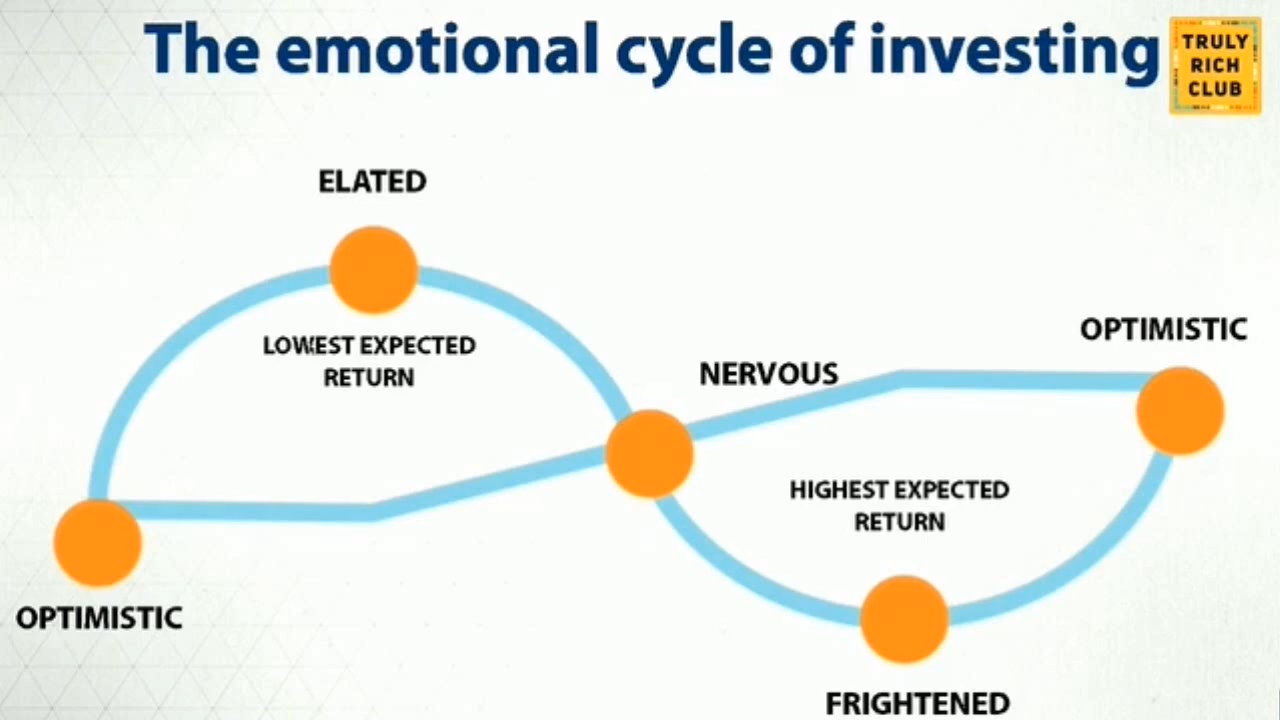 The emotional cycle of investing
TRULY
RICH
CLUB
ELATED
LOWEST EXPECTED
RETURN
OPTIMISTIC
NERVOUS
OPTIMISTIC
HIGHEST EXPECTED
RETURN
FRIGHTENED